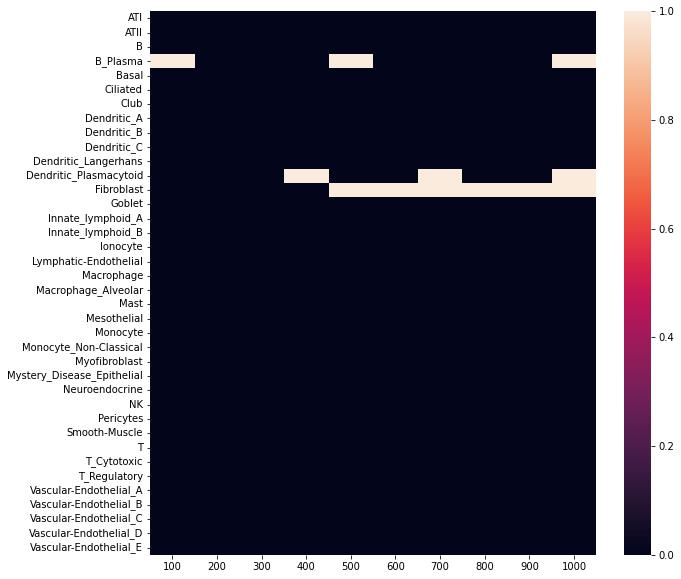 ATI
ATII
B
B_Plasma
Basal
Ciliated
Club
Dendritic_A
Dendritic_B
Dendritic_C
Dendritic_Langerhans
Dendritic_Plasmacytoid
Fibroblast
Goblet
Innate_lymphoid_A
Innate_lymphoid_B
Ionocyte
Lymphatic-Endothelial
Macrophage
Macrophage_Alveolar
Mast
Mesothelial
Monocyte
Monocyte_Non-Classical
Myofibroblast
Mystery_Disease_Epithelial
Neuroendocrine
NK
Pericytes
Smooth-Muscle
T
T_Cytotoxic
T_Regulatory
Vascular-Endothelial_A
Vascular-Endothelial_B
Vascular-Endothelial_C
Vascular-Endothelial_D
Vascular-Endothelial_E
100 200 300 400 500 600 700 800 900 1000
1.0
0.8
0.6
0.4
0.2
0.0